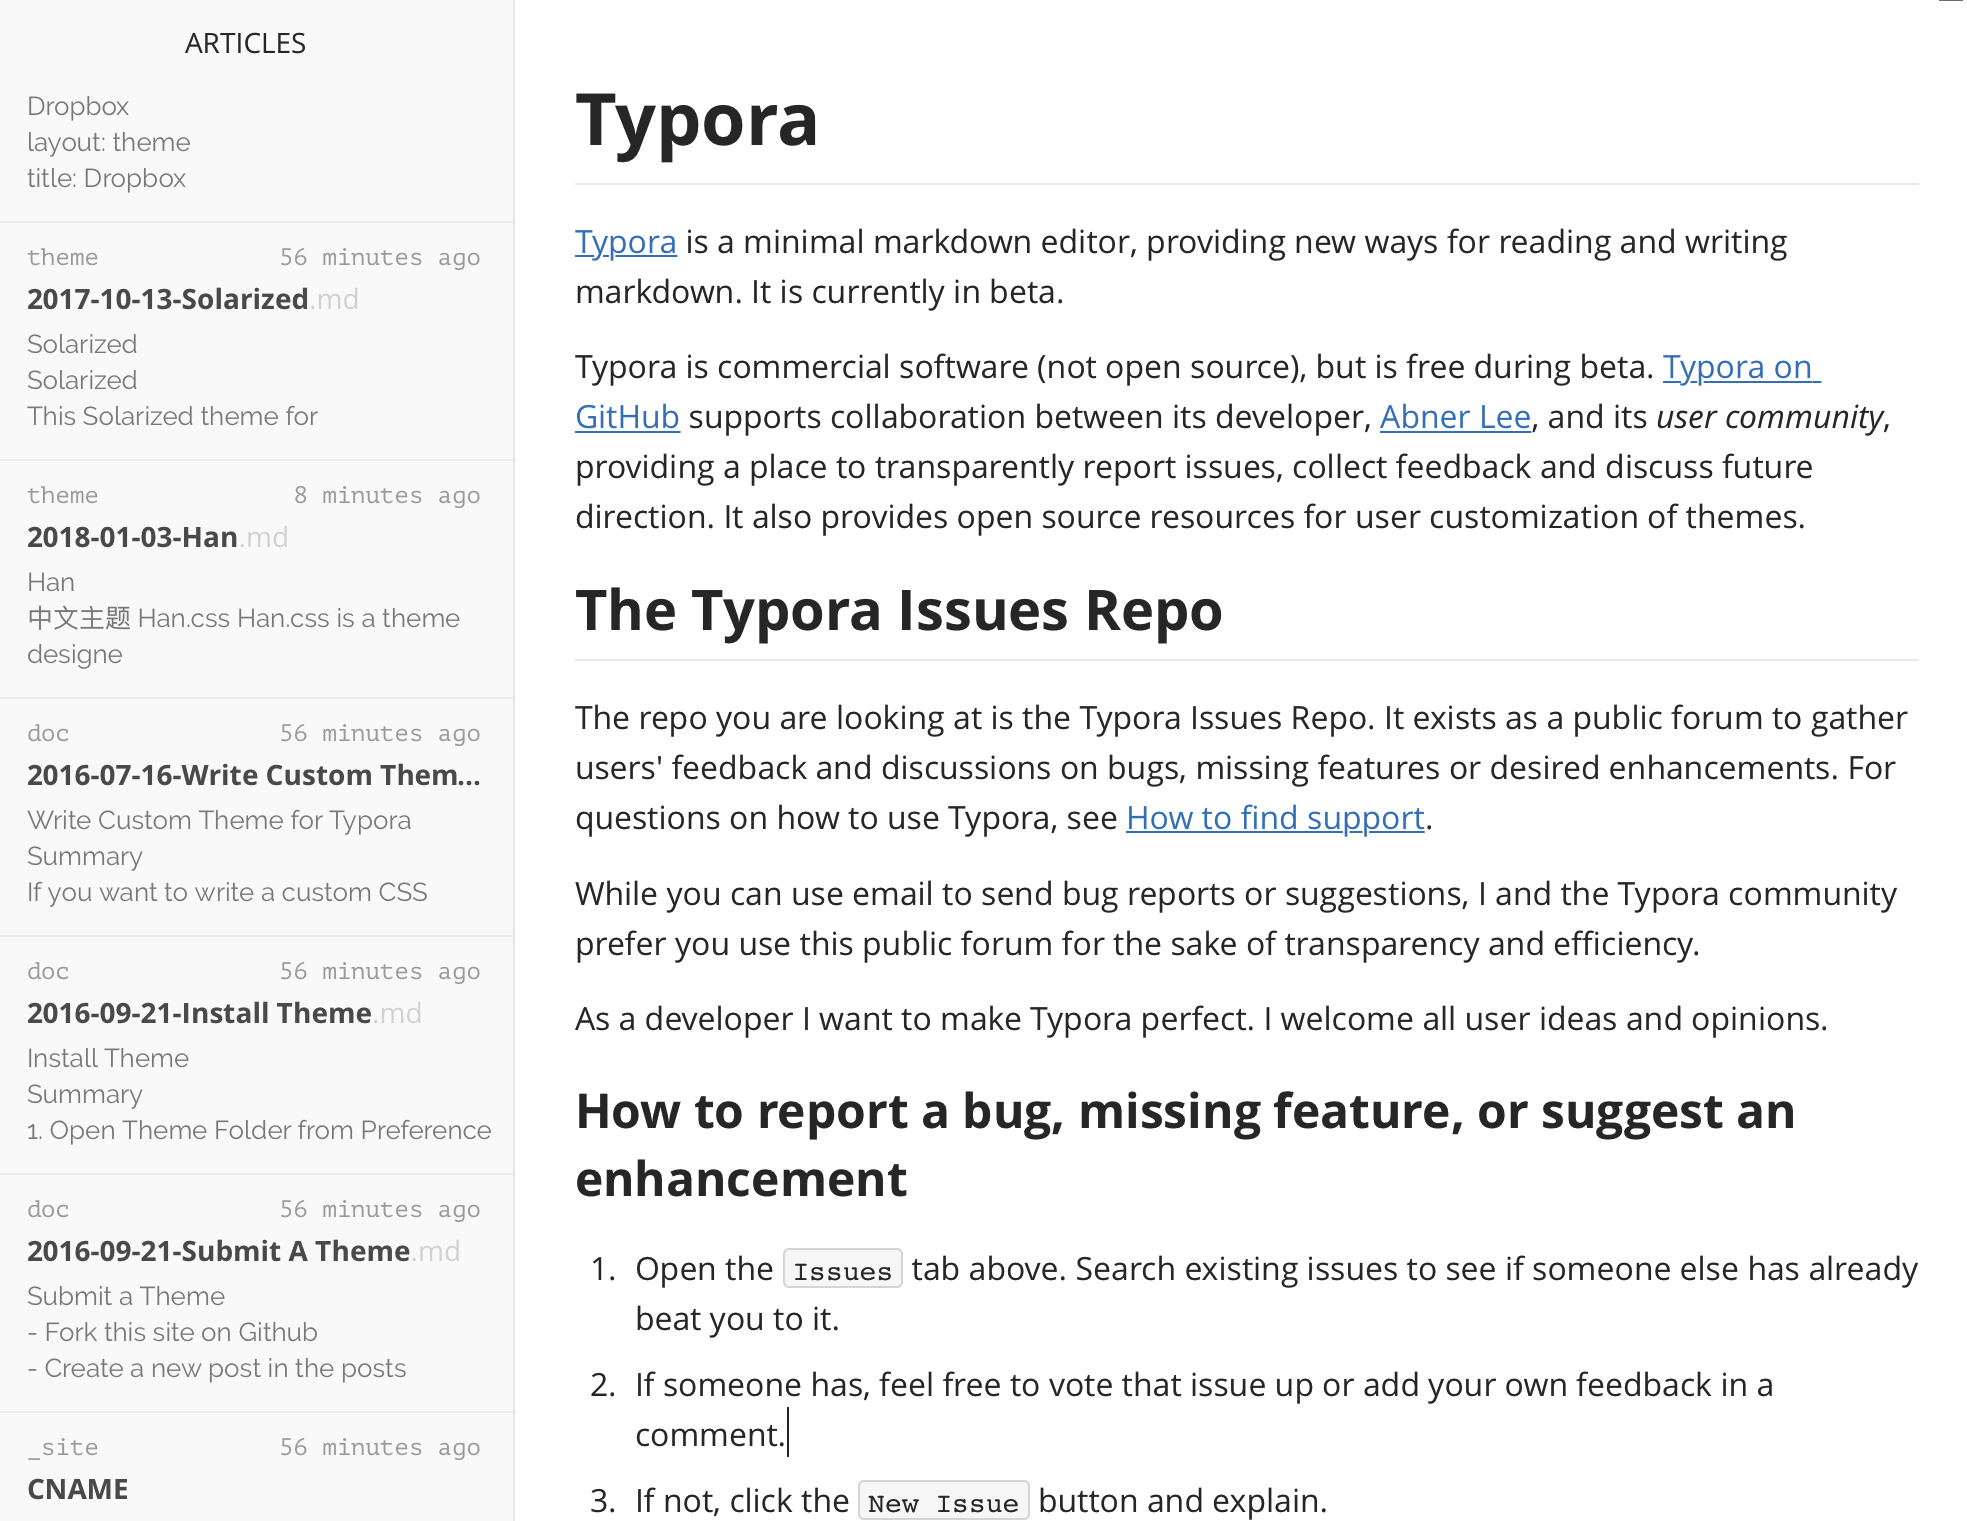 ARTICLES
Dropbox
layout: theme
title: Dropbox
theme 56 minutes ago
2017-10-13-Solarized.md
Solarized
Solarized
This Solarized theme for
theme 8 minutes ago
2018-01-03-Han.md
Han
中文主题 Han.css Han.css is a theme
designe
doc 56 minutes ago
2016-07-16-Write Custom Them...
Write Custom Theme for Typora
Summary
If you want to write a custom CSS
doc 56 minutes ago
2016-09-21-Install Theme.md
Install Theme
Summary
1. Open Theme Folder from Preference
doc 56 minutes ago
2016-09-21-Submit A Theme.md
Submit a Theme
- Fork this site on Github
- Create a new post in the posts
_site 56 minutes ago
CNAME
Typora
Typora is a minimal markdown editor, providing new ways for reading and writing
markdown. It is currently in beta.
Typora is commercial software (not open source), but is free during beta. Typora on
GitHub supports collaboration between its developer, Abner Lee, and its user community,
providing a place to transparently report issues, collect feedback and discuss future
direction. It also provides open source resources for user customization of themes.
The Typora Issues Repo
The repo you are looking at is the Typora Issues Repo. It exists as a public forum to gather
users' feedback and discussions on bugs, missing features or desired enhancements. For
questions on how to use Typora, see How to find support.
While you can use email to send bug reports or suggestions, I and the Typora community
prefer you use this public forum for the sake of transparency and efficiency.
As a developer I want to make Typora perfect. I welcome all user ideas and opinions.
How to report a bug, missing feature, or suggest an
enhancement
1. Open the Issues tab above. Search existing issues to see if someone else has already
beat you to it.
2. If someone has, feel free to vote that issue up or add your own feedback in a
comment.
3. If not, click the New Issue button and explain.